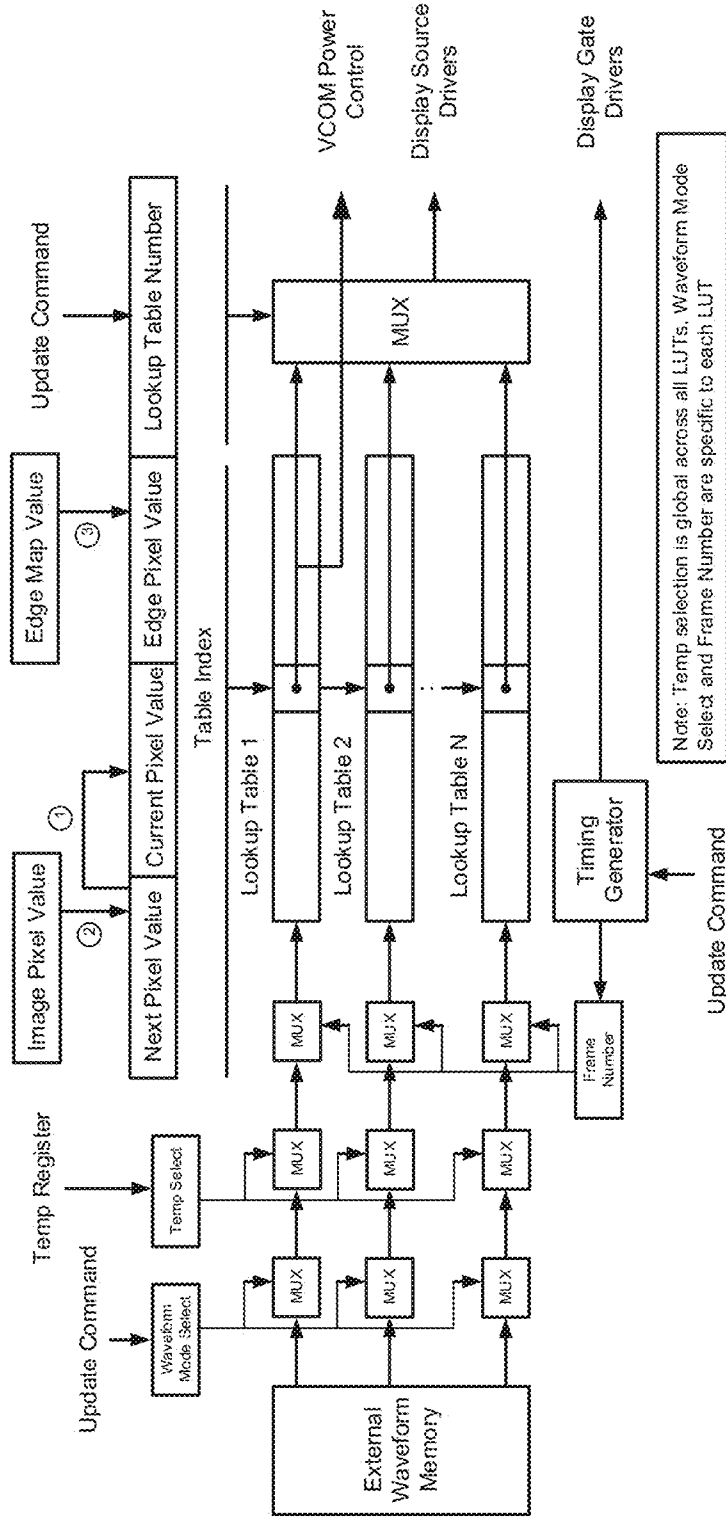 Update Command
Temp Register
Image Pixel Value
Edge Map Value
Update Command
2
1
3
Waveform
Mode Select
Temp Select
Next Pixel Value
Current Pixel Value
Edge Pixel Value
Lookup Table Number
Table Index
External
Waveform
Memory
MUX
MUX
MUX
Lookup Table 1
VCOM Power
Control
MUX
MUX
MUX
Lookup Table 2
MUX
Display Source
Drivers
MUX
MUX
MUX
Lookup Table N
Frame
Number
Timing
Generator
Display Gate
Drivers
Update Command
Note: Temp selection is global across all LUTs, Waveform Mode
Select and Frame Number are specific to each LUT